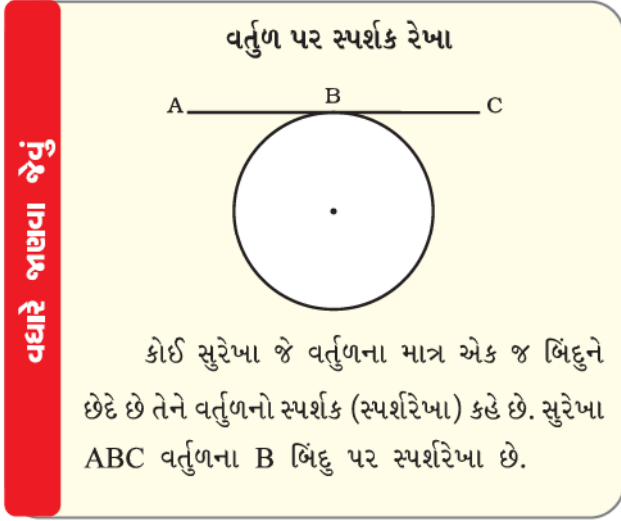 વર્તુળ પર સ્પર્શક રેખા
A B C
કોઈ સુરેખા જે વર્તુળના માત્ર એક જ બિંદુને
છેદે છે તેને વર્તુળનો સ્પર્શક (સ્પર્શરેખા) કહે છે. સુરેખા
ABC વર્તુળના B બિંદુ પર સ્પર્શરેખા છે.
વધારે જાણવા જેવું